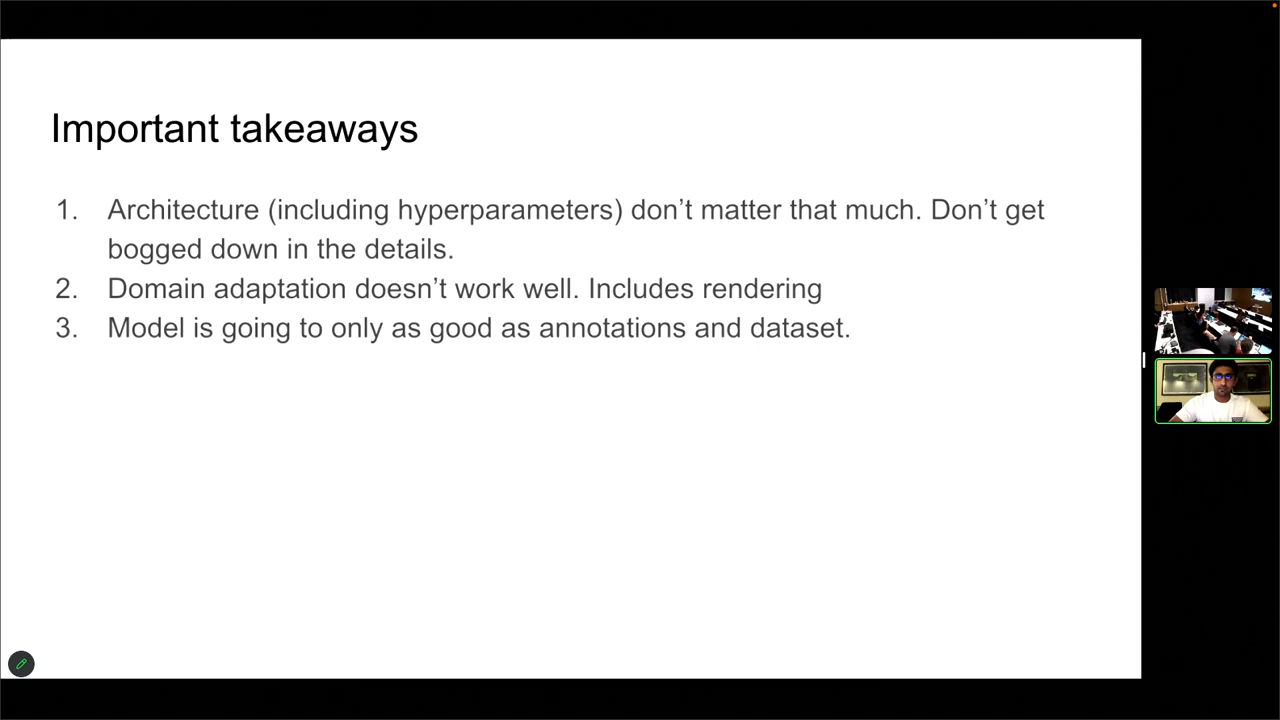 Important takeaways
1. Architecture (including hyperparameters) don’t matter that much. Don’t get
bogged down in the details.
2. Domain adaptation doesn’t work well. Includes rendering
3. Model is going to only as good as annotations and dataset.